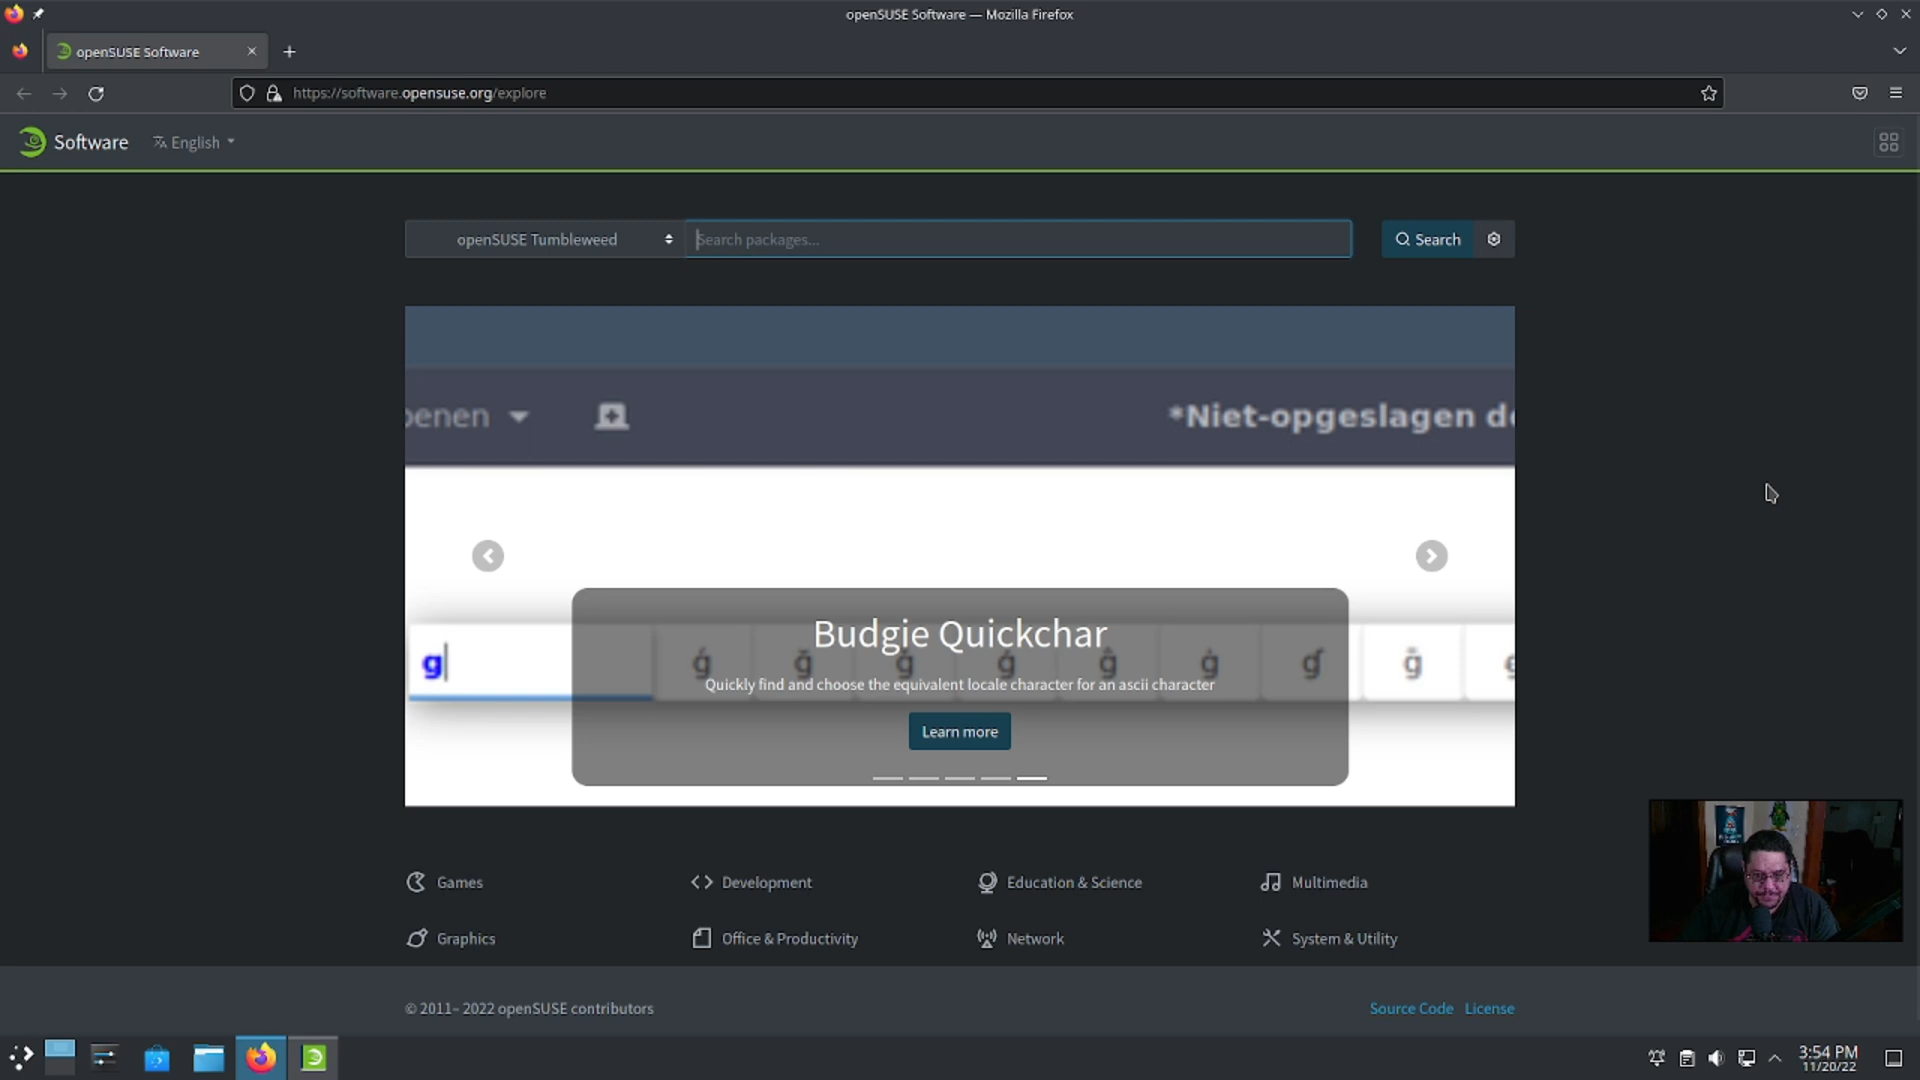 openSUSE Software — Mozilla Firefox
openSUSE Software
https://software.opensuse.org/explore
Software
English
openSUSE Tumbleweed
Search packages...
Search
penen
*Niet-opgeslagen d
g
ǵ ğ ǧ ģ ĝ ġ ɠ ḡ
Budgie Quickchar
Quickly find and choose the equivalent locale character for an ascii character
Learn more
Games
Development
Education & Science
Multimedia
Graphics
Office & Productivity
Network
System & Utility
© 2011– 2022 openSUSE contributors
Source Code
License
3:54 PM
11/20/22